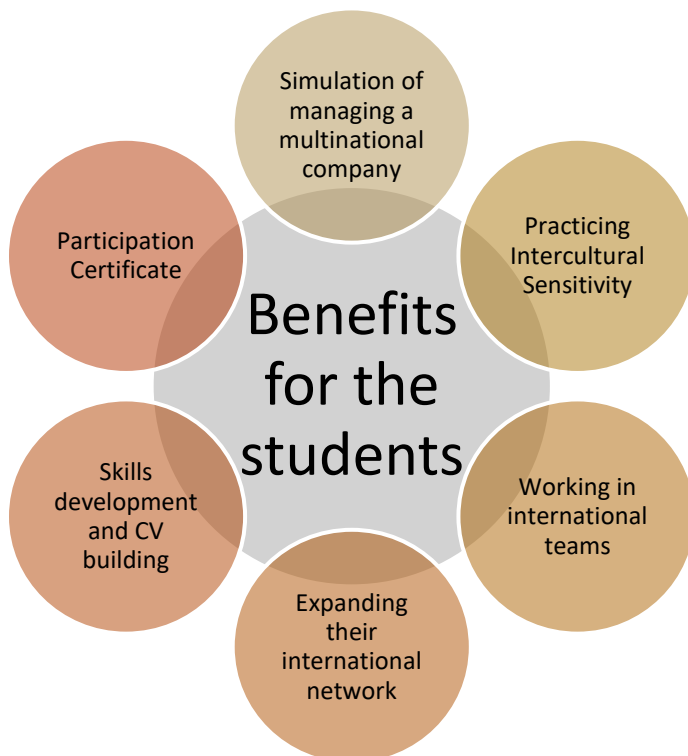 Simulation of
managing a
multinational
company
Practicing
Intercultural
Sensitivity
Working in
international
teams
Expanding
their
international
network
Skills
development
and CV
building
Participation
Certificate
Benefits
for the
students